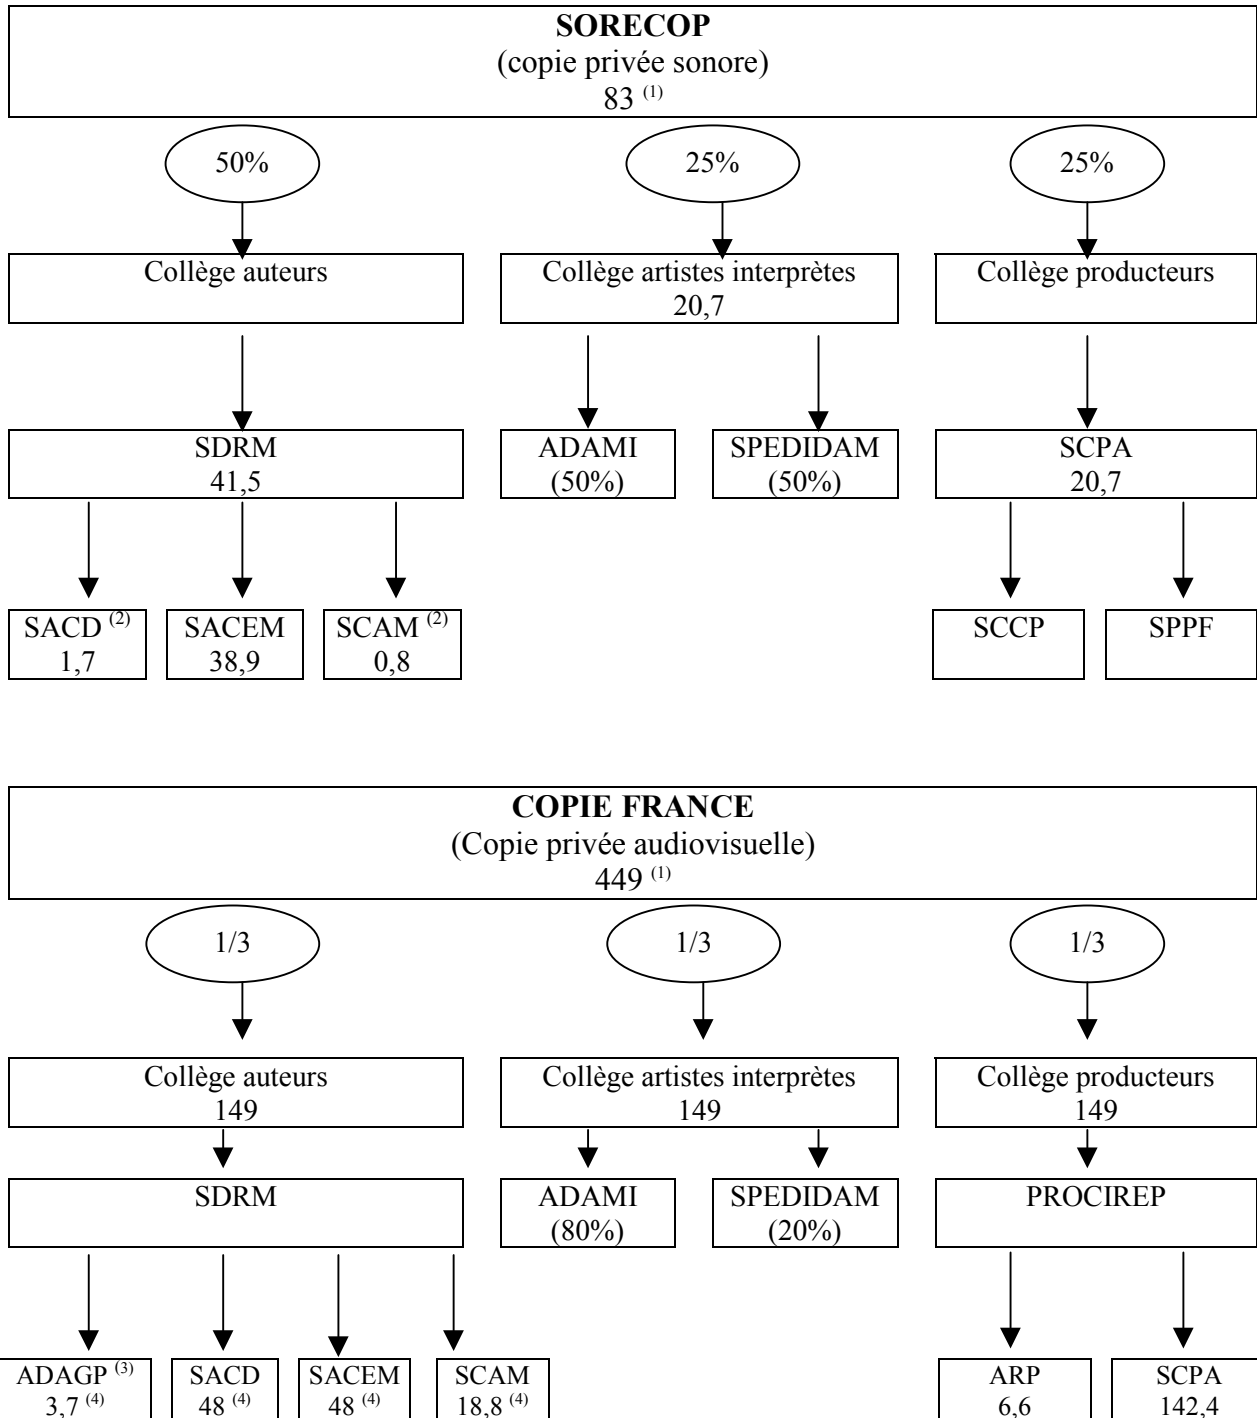 SORECOP
(copie privée sonore)
83 (1)
50%
25%
25%
Collège auteurs
Collège artistes interprètes
20,7
Collège producteurs
SDRM
41,5
ADAMI
(50%)
SPEDIDAM
(50%)
SCPA
20,7
SACD (2)
1,7
SACEM
38,9
SCAM (2)
0,8
SCCP
SPPF
COPIE FRANCE
(Copie privée audiovisuelle)
449 (1)
1/3
1/3
1/3
Collège auteurs
149
Collège artistes interprètes
149
Collège producteurs
149
SDRM
ADAMI
(80%)
SPEDIDAM
(20%)
PROCIREP
ADAGP (3)
3,7 (4)
SACD
48 (4)
SACEM
48 (4)
SCAM
18,8 (4)
ARP
6,6
SCPA
142,4